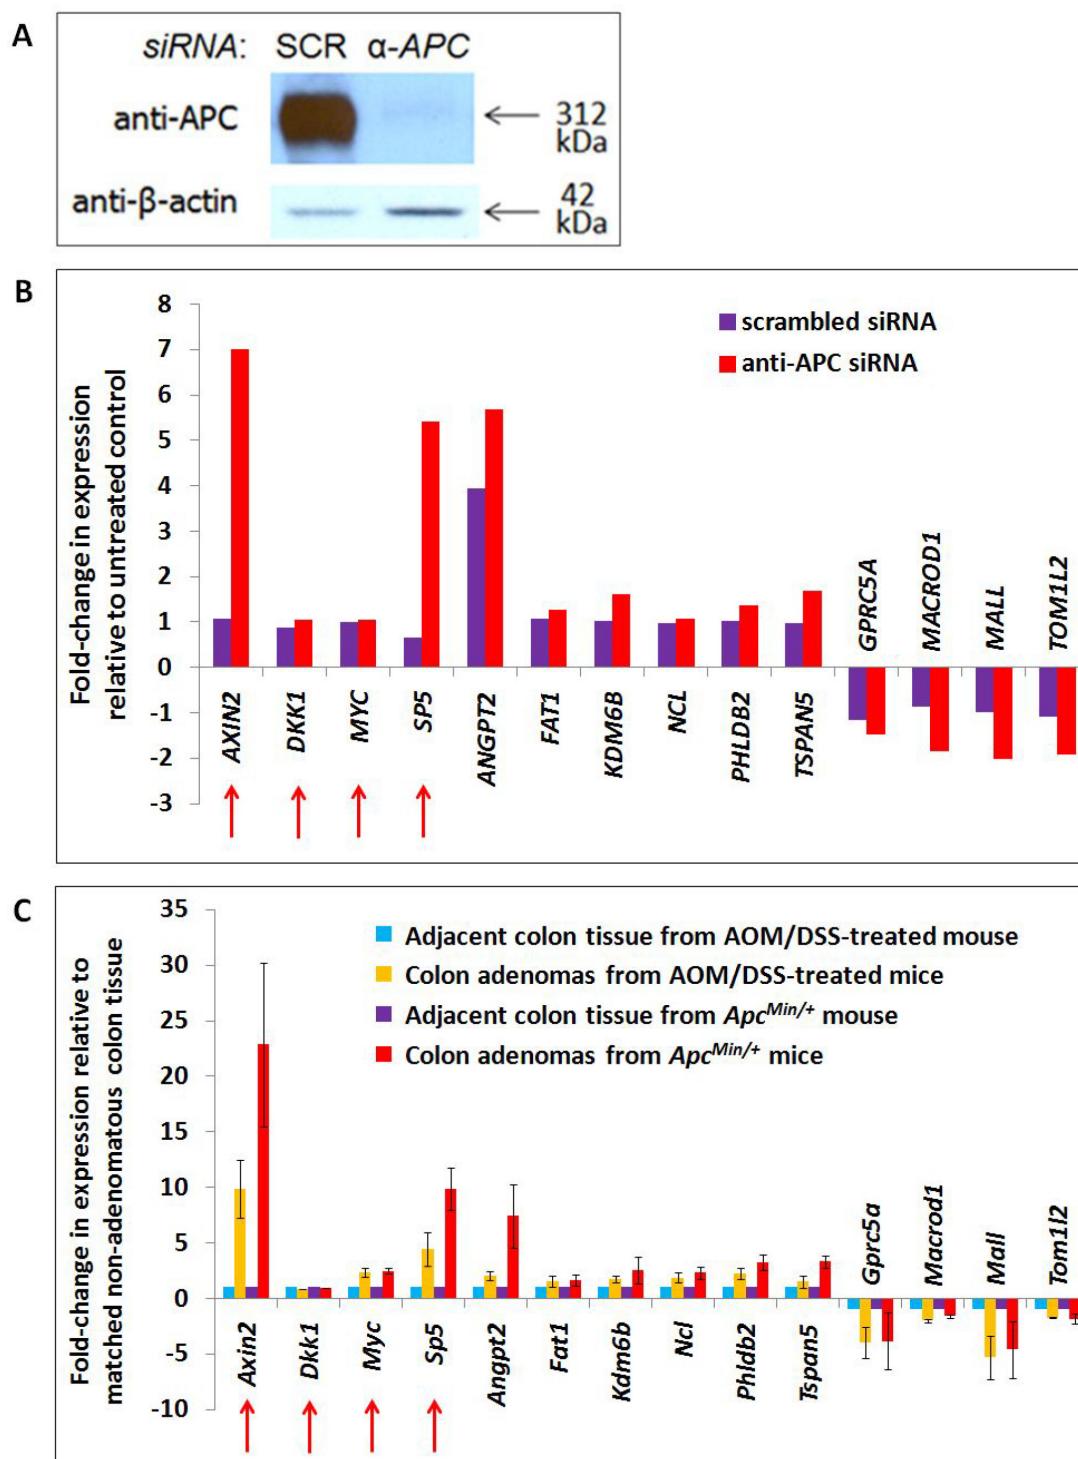 A
siRNA: SCR α-APC
anti-APC
312
kDa
anti-β-actin
42
kDa
B
Fold-change in expression
relative to untreated control
8
7
6
5
4
3
2
1
0
-1
-2
-3
scrambled siRNA
anti-APC siRNA
AXIN2
DKK1
MYC
SP5
ANGPT2
FAT1
KDM6B
NCL
PHLDB2
TSPAN5
GPRC5A
MACROD1
MALL
TOM1L2
C
Fold-change in expression relative to
matched non-adenomatous colon tissue
35
30
25
20
15
10
5
0
-5
-10
Adjacent colon tissue from AOM/DSS-treated mouse
Colon adenomas from AOM/DSS-treated mice
Adjacent colon tissue from ApcMin/+ mouse
Colon adenomas from ApcMin/+ mice
Axin2
Dkk1
Myc
Sp5
Angpt2
Fat1
Kdm6b
Ncl
Phldb2
Tspan5
Gprc5a
Macrod1
Mall
Tom1l2